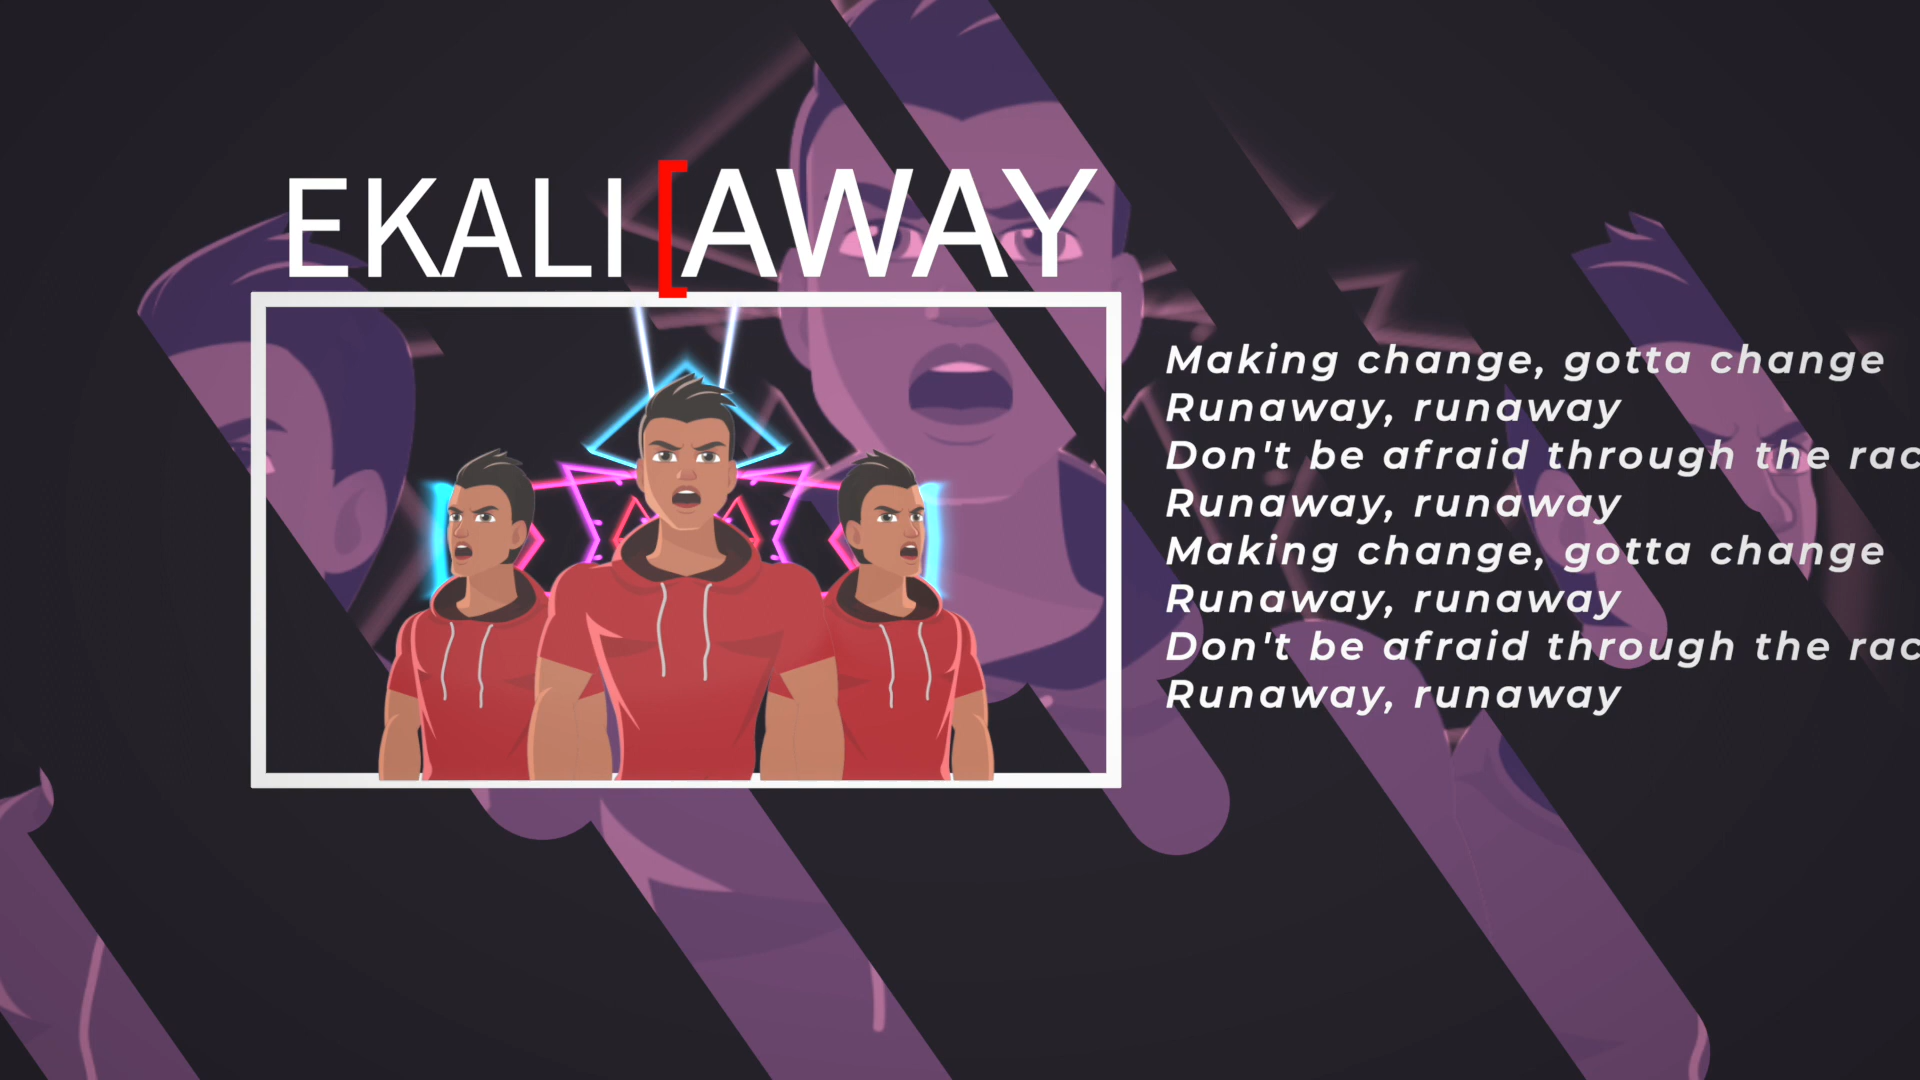 EKALI [AWAY
Making change, gotta change
Runaway, runaway
Don't be afraid through the rac
Runaway, runaway
Making change, gotta change
Runaway, runaway
Don't be afraid through the rac
Runaway, runaway